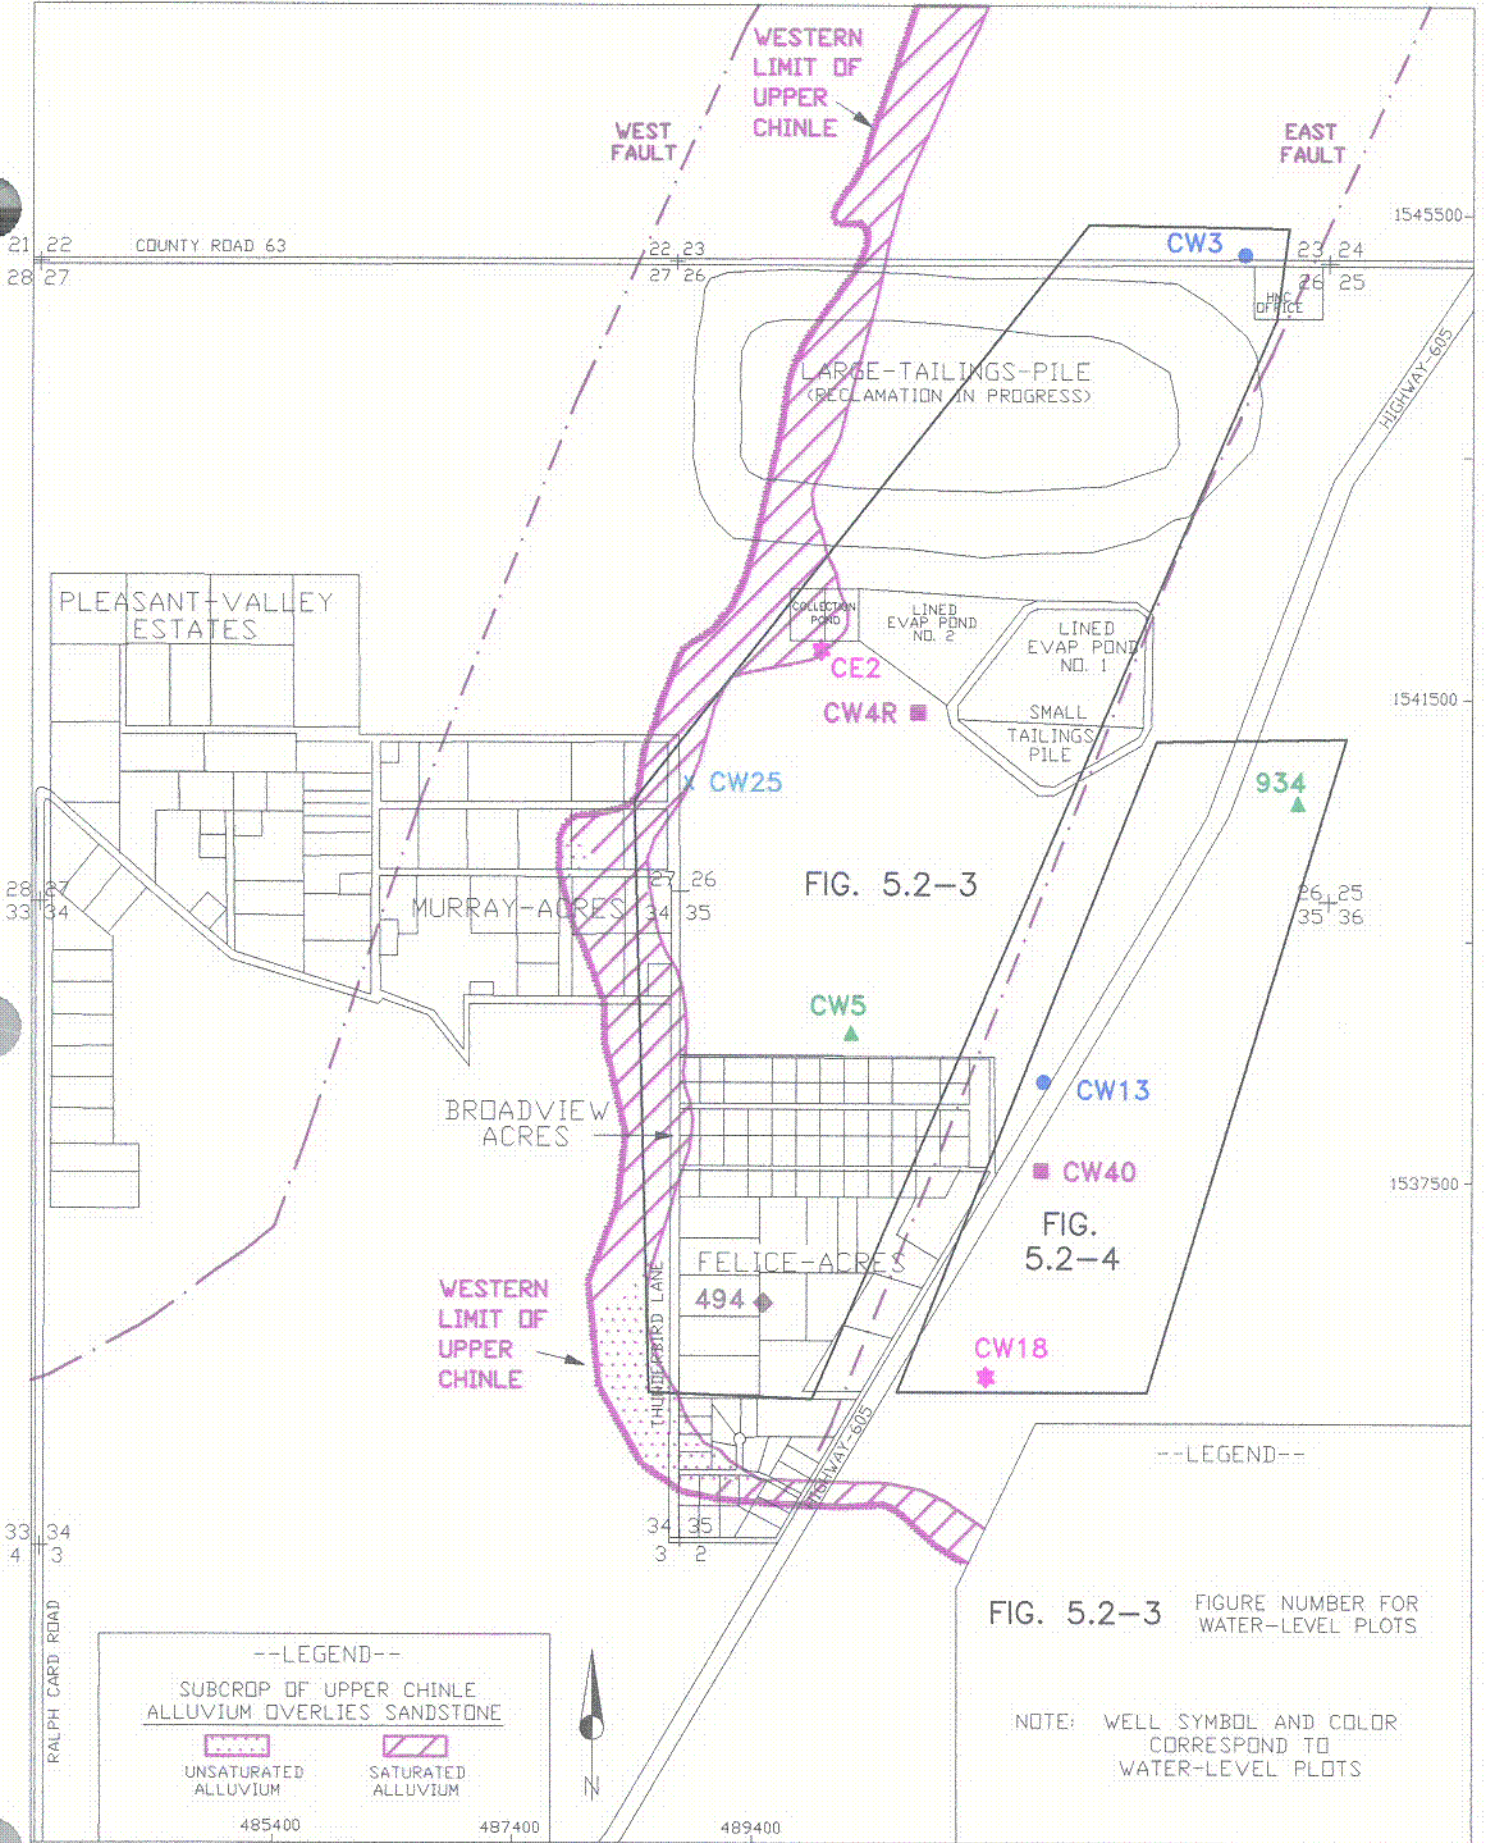 WESTERN
LIMIT OF
UPPER
CHINLE
WEST
FAULT
EAST
FAULT
1545500
21 22
28 27
COUNTY ROAD 63
22 23
27 26
CW3
23 24
26 25
HMC
OFFICE
HIGHWAY-605
LARGE-TAILINGS-PILE
(RECLAMATION IN PROGRESS)
PLEASANT-VALLEY
ESTATES
COLLECTION
POND
LINED
EVAP POND
NO. 2
LINED
EVAP POND
NO. 1
CE2
CW4R
SMALL
TAILINGS
PILE
1541500
CW25
934
FIG. 5.2-3
28 27
33 34
MURRAY-ACRES
27 26
34 35
26 25
35 36
CW5
CW13
BROADVIEW
ACRES
CW40
1537500
FIG.
5.2-4
FELICE-ACRES
494
THUNDERBIRD LANE
WESTERN
LIMIT OF
UPPER
CHINLE
CW18
HIGHWAY-605
33 34
4 3
34 35
3 2
RALPH CARD ROAD
--LEGEND--
SUBCROP OF UPPER CHINLE
ALLUVIUM OVERLIES SANDSTONE
UNSATURATED
ALLUVIUM
SATURATED
ALLUVIUM
N
485400
487400
489400
--LEGEND--
FIG. 5.2-3
FIGURE NUMBER FOR
WATER-LEVEL PLOTS
NOTE: WELL SYMBOL AND COLOR
CORRESPOND TO
WATER-LEVEL PLOTS